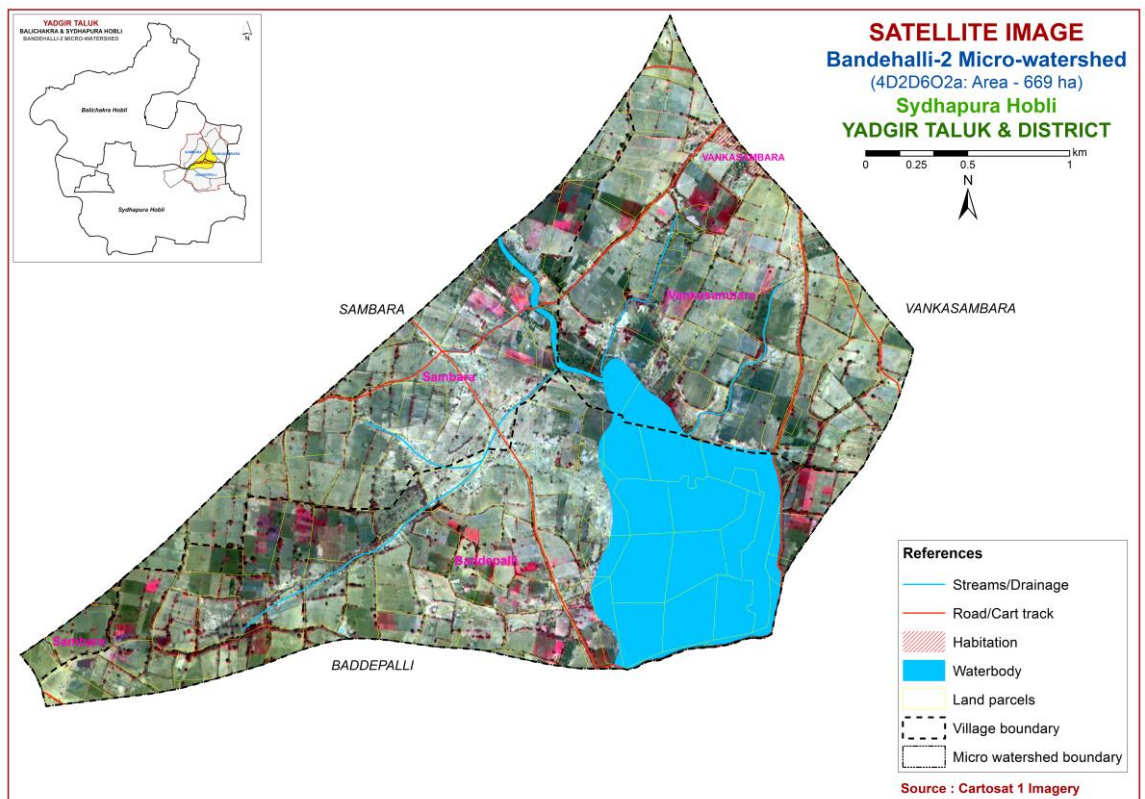 YADGIR TALUK
BALICHAKRA & SYDHAPURA HOBLI
BANDEHALLI-2 MICRO-WATERSHED
N
Balichakra Hobli
Sydhapura Hobli
SATELLITE IMAGE
Bandehalli-2 Micro-watershed
(4D2D6O2a: Area - 669 ha)
Sydhapura Hobli
YADGIR TALUK & DISTRICT
km
0 0.25 0.5 1
N
VANKASAMBARA
Vankasambara
SAMBARA
VANKASAMBARA
Sambara
Bandepalli
Sambara
BADDEPALLI
References
Streams/Drainage
Road/Cart track
Habitation
Waterbody
Land parcels
Village boundary
Micro watershed boundary
Source : Cartosat 1 Imagery